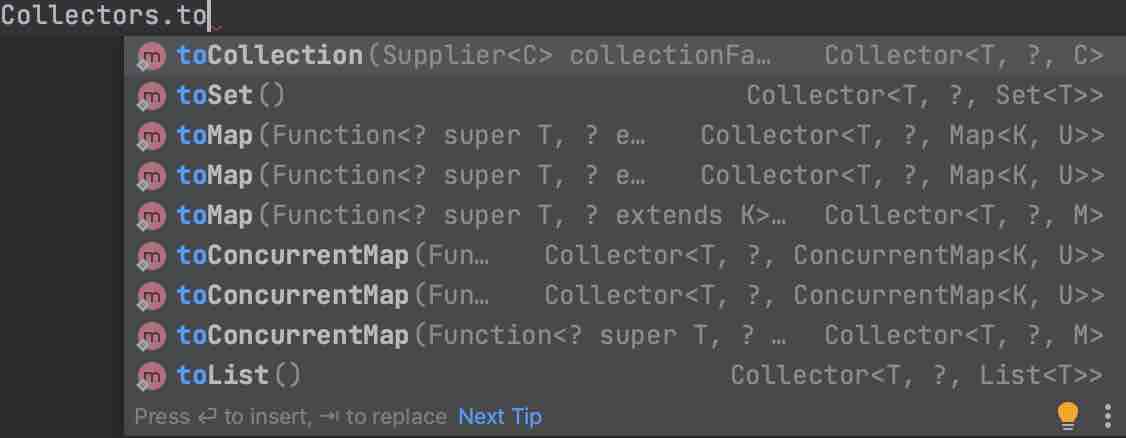 Collectors.to
m toCollection(Supplier<C> collectionFa… Collector<T, ?, C>
m toSet() Collector<T, ?, Set<T>>
m toMap(Function<? super T, ? e… Collector<T, ?, Map<K, U>>
m toMap(Function<? super T, ? e… Collector<T, ?, Map<K, U>>
m toMap(Function<? super T, ? extends K>… Collector<T, ?, M>
m toConcurrentMap(Fun… Collector<T, ?, ConcurrentMap<K, U>>
m toConcurrentMap(Fun… Collector<T, ?, ConcurrentMap<K, U>>
m toConcurrentMap(Function<? super T, ? … Collector<T, ?, M>
m toList() Collector<T, ?, List<T>>
Press ⏎ to insert, ⇥ to replace Next Tip